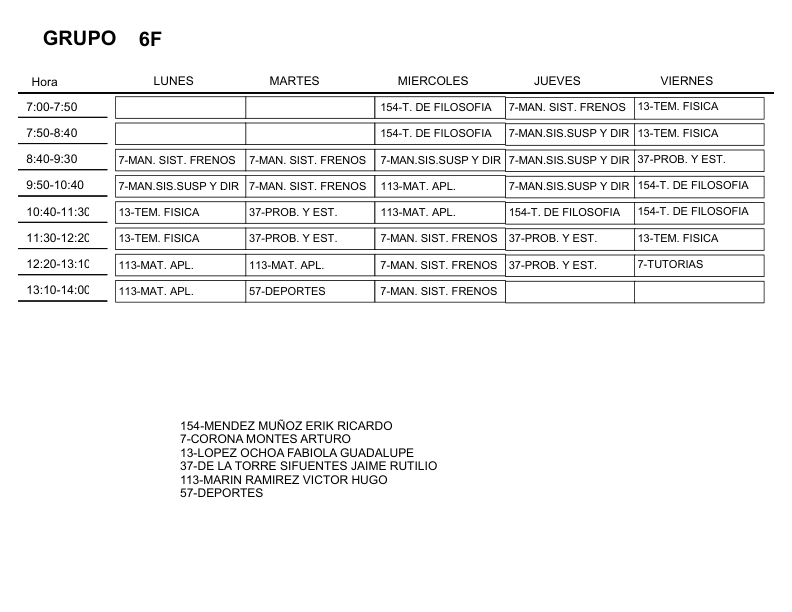 GRUPO 6F
Hora LUNES MARTES MIERCOLES JUEVES VIERNES
7:00-7:50 154-T. DE FILOSOFIA 7-MAN. SIST. FRENOS 13-TEM. FISICA
7:50-8:40 154-T. DE FILOSOFIA 7-MAN.SIS.SUSP Y DIR 13-TEM. FISICA
8:40-9:30 7-MAN. SIST. FRENOS 7-MAN. SIST. FRENOS 7-MAN.SIS.SUSP Y DIR 7-MAN.SIS.SUSP Y DIR 37-PROB. Y EST.
9:50-10:40 7-MAN.SIS.SUSP Y DIR 7-MAN. SIST. FRENOS 113-MAT. APL. 7-MAN.SIS.SUSP Y DIR 154-T. DE FILOSOFIA
10:40-11:30 13-TEM. FISICA 37-PROB. Y EST. 113-MAT. APL. 154-T. DE FILOSOFIA 154-T. DE FILOSOFIA
11:30-12:20 13-TEM. FISICA 37-PROB. Y EST. 7-MAN. SIST. FRENOS 37-PROB. Y EST. 13-TEM. FISICA
12:20-13:10 113-MAT. APL. 113-MAT. APL. 7-MAN. SIST. FRENOS 37-PROB. Y EST. 7-TUTORIAS
13:10-14:00 113-MAT. APL. 57-DEPORTES 7-MAN. SIST. FRENOS
154-MENDEZ MUÑOZ ERIK RICARDO
7-CORONA MONTES ARTURO
13-LOPEZ OCHOA FABIOLA GUADALUPE
37-DE LA TORRE SIFUENTES JAIME RUTILIO
113-MARIN RAMIREZ VICTOR HUGO
57-DEPORTES